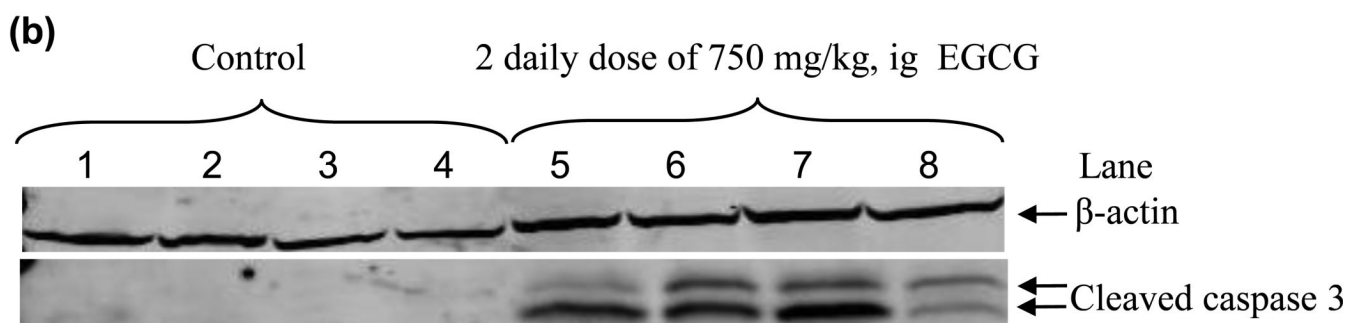 (b)
Control 2 daily dose of 750 mg/kg, ig EGCG
1 2 3 4 5 6 7 8 Lane
β-actin
Cleaved caspase 3